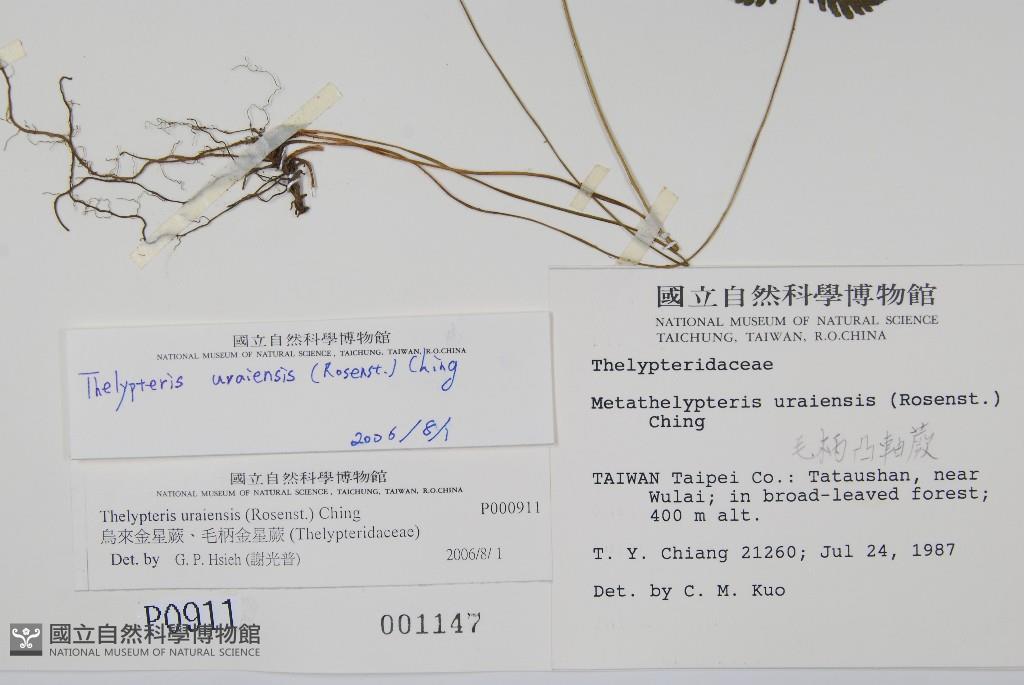 國立自然科學博物館
NATIONAL MUSEUM OF NATURAL SCIENCE
TAICHUNG, TAIWAN, R.O.CHINA
Thelypteridaceae
Metathelypteris uraiensis (Rosenst.)
Ching
毛柄凸軸蕨
TAIWAN Taipei Co.: Tataushan, near
Wulai; in broad-leaved forest;
400 m alt.
T. Y. Chiang 21260; Jul 24, 1987
Det. by C. M. Kuo
國立自然科學博物館
NATIONAL MUSEUM OF NATURAL SCIENCE, TAICHUNG, TAIWAN, R.O.CHINA
Thelypteris uraiensis (Rosenst.) Ching
2006/8/1
國立自然科學博物館
NATIONAL MUSEUM OF NATURAL SCIENCE, TAICHUNG, TAIWAN, R.O.CHINA
Thelypteris uraiensis (Rosenst.) Ching P000911
烏來金星蕨、毛柄金星蕨 (Thelypteridaceae)
Det. by G. P. Hsieh (謝光普) 2006/8/1
P0911
001147
國立自然科學博物館
NATIONAL MUSEUM OF NATURAL SCIENCE